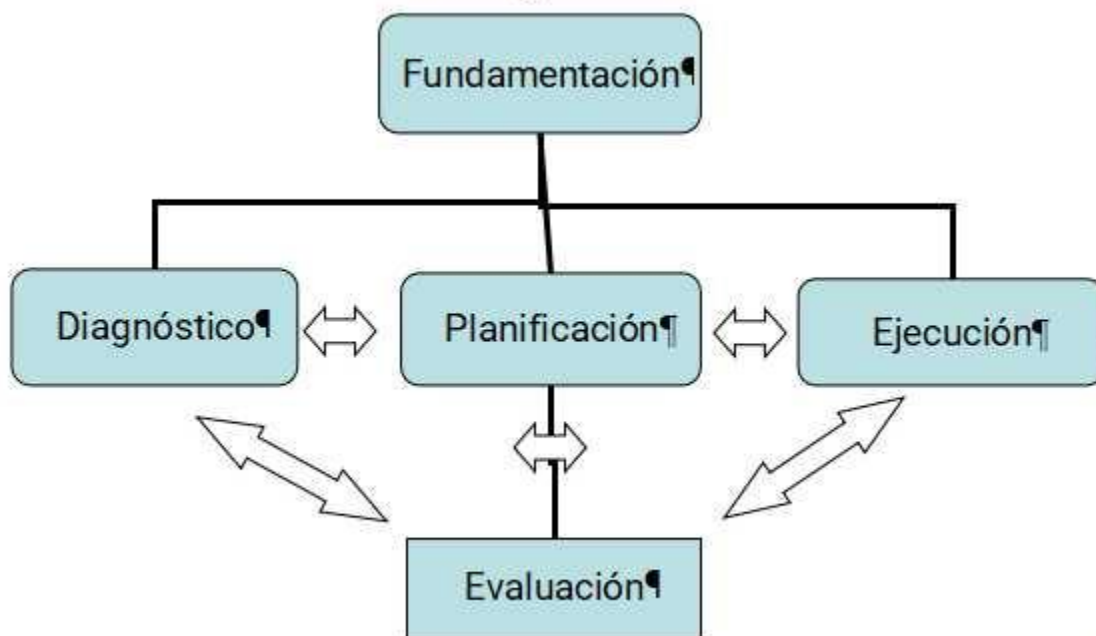 Fundamentación¶
Diagnóstico¶
Planificación¶
Ejecución¶
Evaluación¶